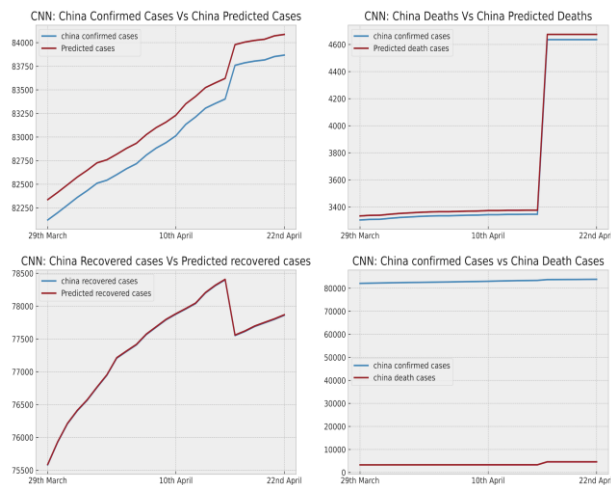 CNN: China Confirmed Cases Vs China Predicted Cases
china confirmed cases
Predicted cases
84000
83750
83500
83250
83000
82750
82500
82250
29th March
10th April
22nd April
CNN: China Deaths Vs China Predicted Deaths
china confirmed cases
Predicted death cases
4600
4400
4200
4000
3800
3600
3400
29th March
10th April
22nd April
CNN: China Recovered cases Vs Predicted recovered cases
china recovered cases
Predicted recovered cases
78500
78000
77500
77000
76500
76000
75500
29th March
10th April
22nd April
CNN: China confirmed Cases vs China Death Cases
80000
70000
60000
50000
china confirmed cases
china death cases
40000
30000
20000
10000
0
29th March
10th April
22nd April